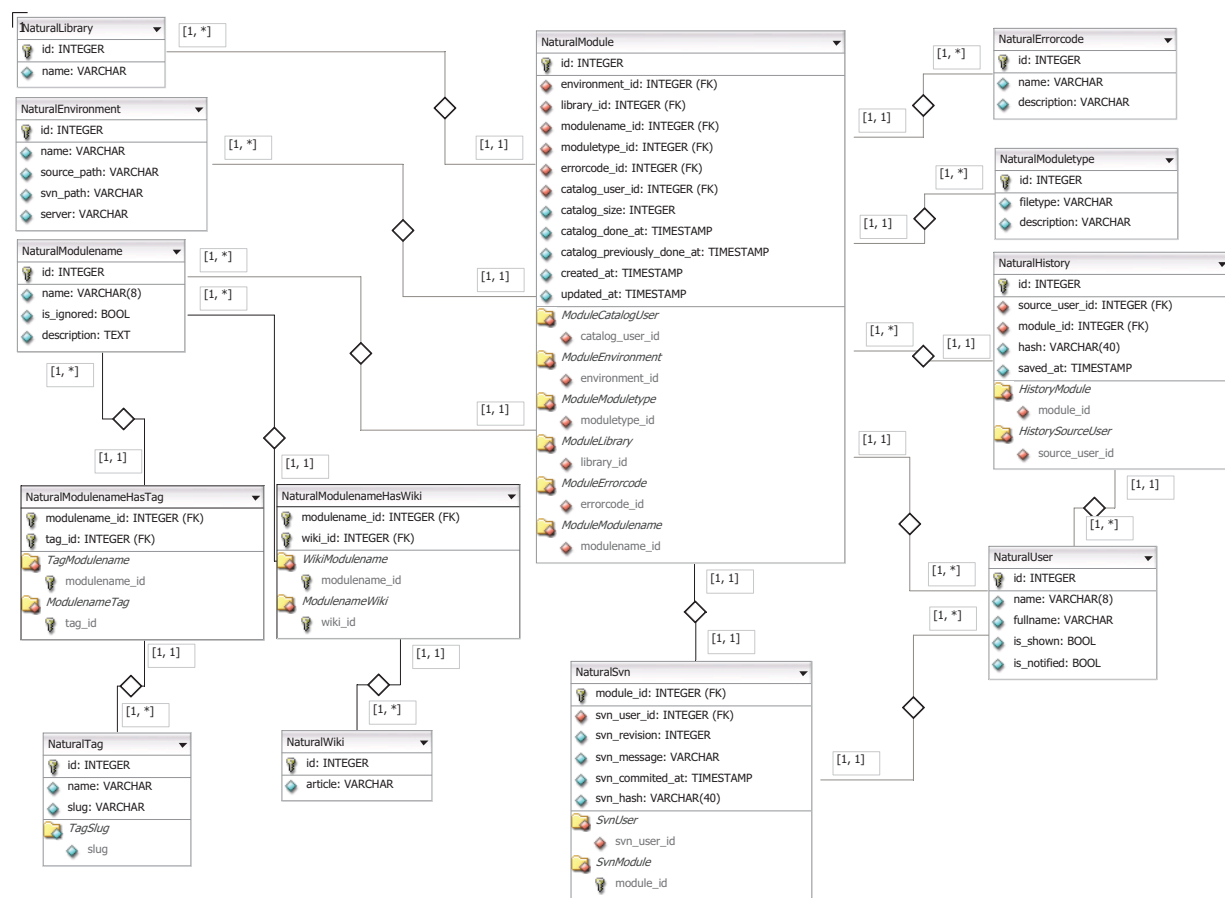 1
NaturalLibrary
id: INTEGER
name: VARCHAR
[1, *]
[1, 1]
NaturalEnvironment
id: INTEGER
name: VARCHAR
source_path: VARCHAR
svn_path: VARCHAR
server: VARCHAR
[1, *]
[1, 1]
NaturalModulename
id: INTEGER
name: VARCHAR(8)
is_ignored: BOOL
description: TEXT
[1, *]
[1, *]
[1, 1]
[1, *]
[1, 1]
[1, 1]
NaturalModulenameHasTag
modulename_id: INTEGER (FK)
tag_id: INTEGER (FK)
TagModulename
modulename_id
ModulenameTag
tag_id
[1, 1]
[1, *]
NaturalTag
id: INTEGER
name: VARCHAR
slug: VARCHAR
TagSlug
slug
NaturalModulenameHasWiki
modulename_id: INTEGER (FK)
wiki_id: INTEGER (FK)
WikiModulename
modulename_id
ModulenameWiki
wiki_id
[1, 1]
[1, *]
NaturalWiki
id: INTEGER
article: VARCHAR
NaturalModule
id: INTEGER
environment_id: INTEGER (FK)
library_id: INTEGER (FK)
modulename_id: INTEGER (FK)
moduletype_id: INTEGER (FK)
errorcode_id: INTEGER (FK)
catalog_user_id: INTEGER (FK)
catalog_size: INTEGER
catalog_done_at: TIMESTAMP
catalog_previously_done_at: TIMESTAMP
created_at: TIMESTAMP
updated_at: TIMESTAMP
ModuleCatalogUser
catalog_user_id
ModuleEnvironment
environment_id
ModuleModuletype
moduletype_id
ModuleLibrary
library_id
ModuleErrorcode
errorcode_id
ModuleModulename
modulename_id
[1, 1]
[1, 1]
NaturalSvn
module_id: INTEGER (FK)
svn_user_id: INTEGER (FK)
svn_revision: INTEGER
svn_message: VARCHAR
svn_commited_at: TIMESTAMP
svn_hash: VARCHAR(40)
SvnUser
svn_user_id
SvnModule
module_id
[1, *]
[1, 1]
NaturalErrorcode
id: INTEGER
name: VARCHAR
description: VARCHAR
[1, *]
[1, 1]
NaturalModuletype
id: INTEGER
filetype: VARCHAR
description: VARCHAR
[1, *]
[1, 1]
NaturalHistory
id: INTEGER
source_user_id: INTEGER (FK)
module_id: INTEGER (FK)
hash: VARCHAR(40)
saved_at: TIMESTAMP
HistoryModule
module_id
HistorySourceUser
source_user_id
[1, 1]
[1, 1]
[1, *]
[1, *]
[1, *]
[1, 1]
NaturalUser
id: INTEGER
name: VARCHAR(8)
fullname: VARCHAR
is_shown: BOOL
is_notified: BOOL